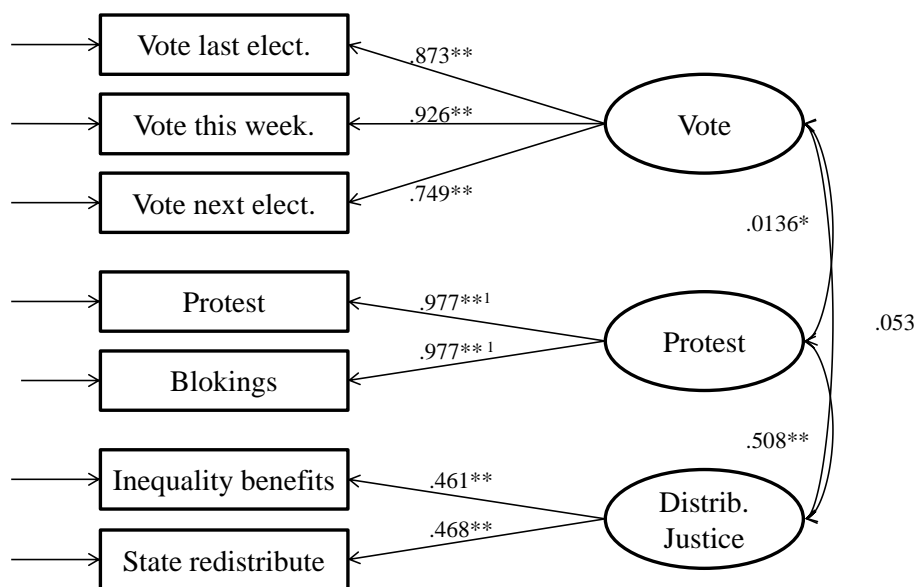 Vote last elect.
.873**
Vote this week.
.926**
Vote
Vote next elect.
.749**
.0136*
Protest
.977**¹
Protest
.053
Blokings
.977**¹
.508**
Inequality benefits
.461**
Distrib.
Justice
State redistribute
.468**